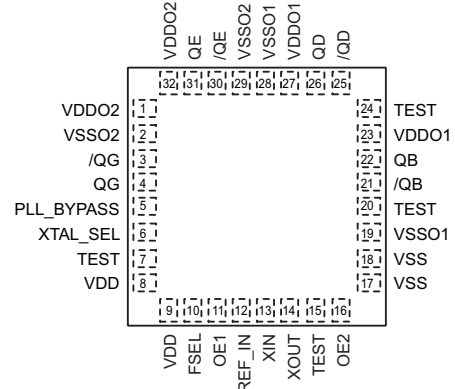 VDDO2
QE
/QE
VSSO2
VSSO1
VDDO1
QD
/QD
32
31
30
29
28
27
26
25
VDDO2 1
VSSO2 2
/QG 3
QG 4
PLL_BYPASS 5
XTAL_SEL 6
TEST 7
VDD 8
24 TEST
23 VDDO1
22 QB
21 /QB
20 TEST
19 VSSO1
18 VSS
17 VSS
9
10
11
12
13
14
15
16
VDD
FSEL
OE1
REF_IN
XIN
XOUT
TEST
OE2